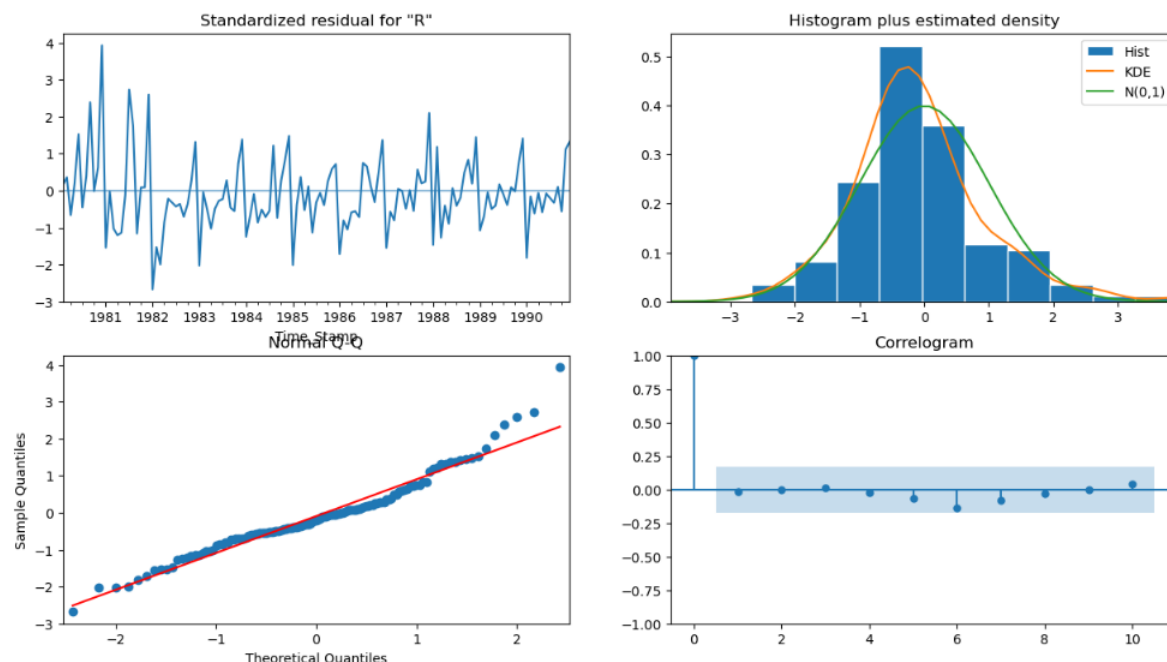 Standardized residual for "R"
4
3
2
1
0
−1
−2
−3
1981 1982 1983 1984 1985 1986 1987 1988 1989 1990
Time_Stamp
Histogram plus estimated density
Hist
KDE
N(0,1)
0.5
0.4
0.3
0.2
0.1
0.0
−3 −2 −1 0 1 2 3
Normal Q-Q
Sample Quantiles
4
3
2
1
0
−1
−2
−3
−2 −1 0 1 2
Theoretical Quantiles
Correlogram
1.00
0.75
0.50
0.25
0.00
−0.25
−0.50
−0.75
−1.00
0 2 4 6 8 10